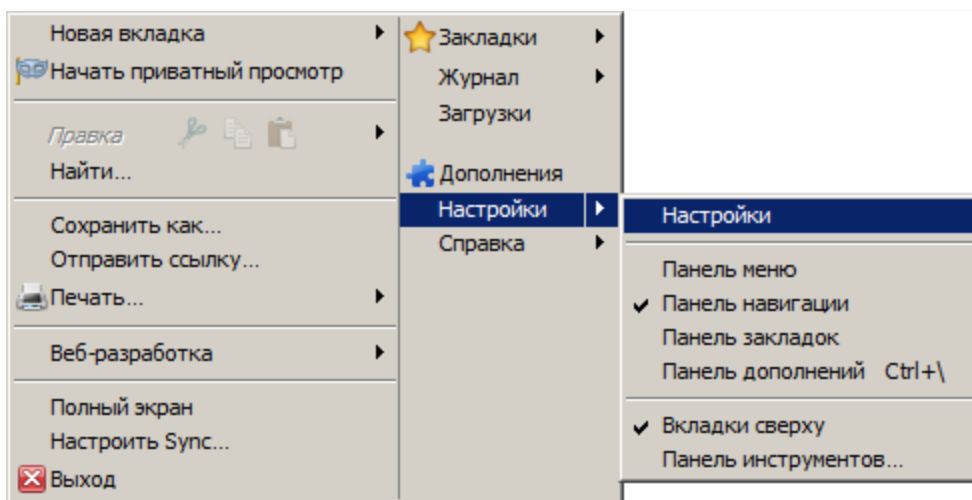 Новая вкладка
Начать приватный просмотр
Правка
Найти...
Сохранить как...
Отправить ссылку...
Печать...
Веб-разработка
Полный экран
Настроить Sync...
Выход
Закладки
Журнал
Загрузки
Дополнения
Настройки
Справка
Настройки
Панель меню
Панель навигации
Панель закладок
Панель дополнений Ctrl+\
Вкладки сверху
Панель инструментов...